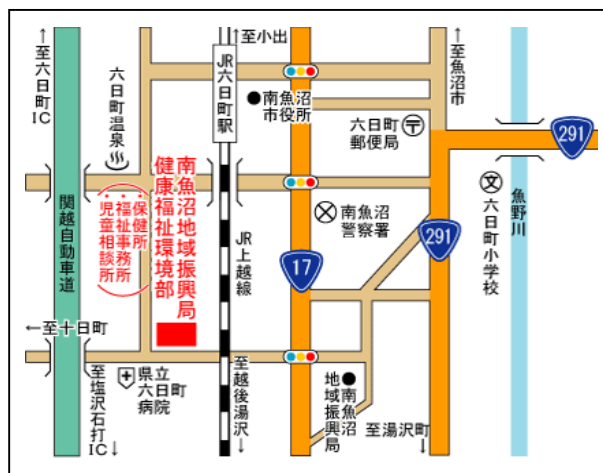 ↑至六日町IC
六日町温泉
JR六日町駅
↑至小出
↑至魚沼市
●南魚沼
市役所
六日町
郵便局
〒
291
関越自動車道
・保健所
・福祉事務所
・児童相談所
南魚沼地域振興局
健康福祉環境部
JR上越線
南魚沼
警察署
17
291
文
六日町小学校
魚野川
←至十日町
至塩沢石打IC↓
県立
六日町
病院
至越後湯沢↓
●南魚沼
地域振興局
至湯沢町
↓